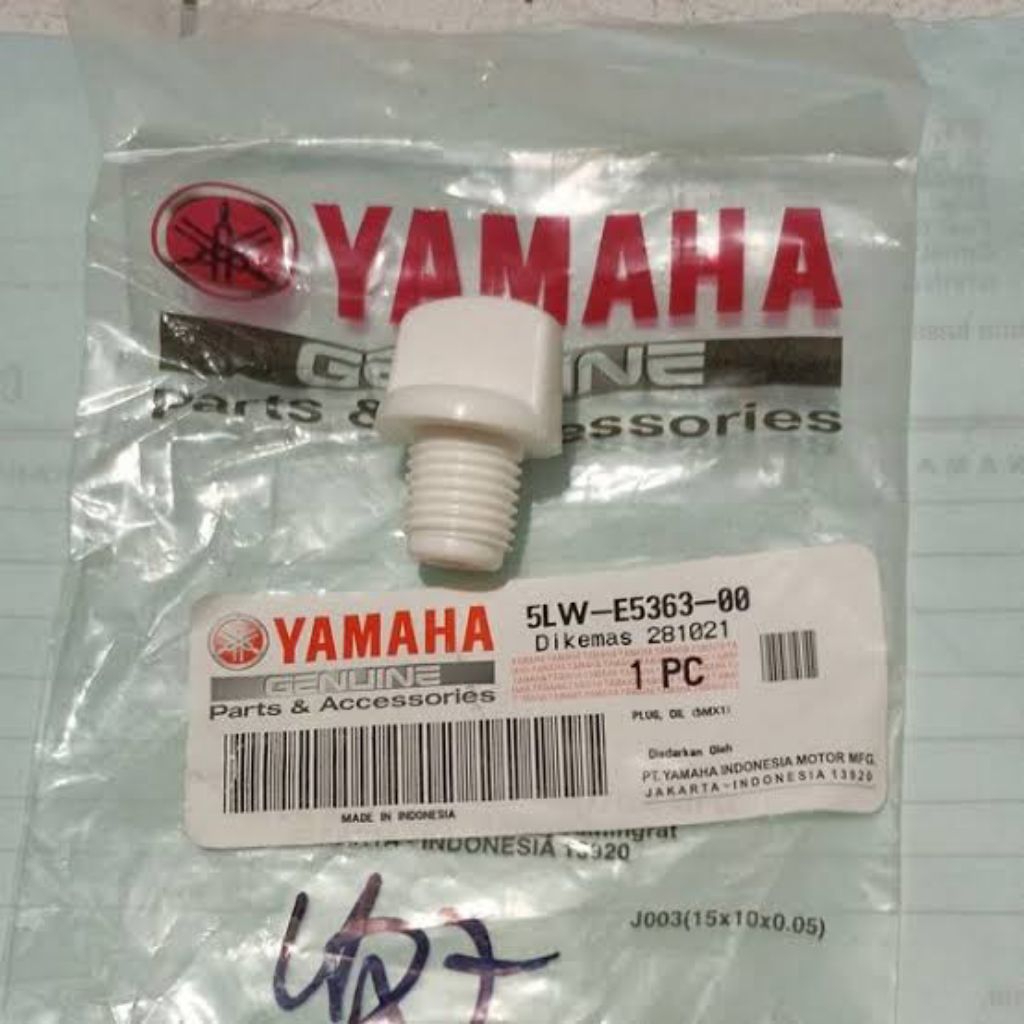 YAMAHA
GENUINE
Parts & Accessories
YAMAHA
GENUINE
Parts & Accessories
5LW-E5363-00
Dikemas 281021
1 PC
PLUG, OIL (5MX1)
Diedarkan Oleh
PT. YAMAHA INDONESIA MOTOR MFG.
JAKARTA-INDONESIA 13920
MADE IN INDONESIA
INDONESIA 13920
J003(15x10x0.05)